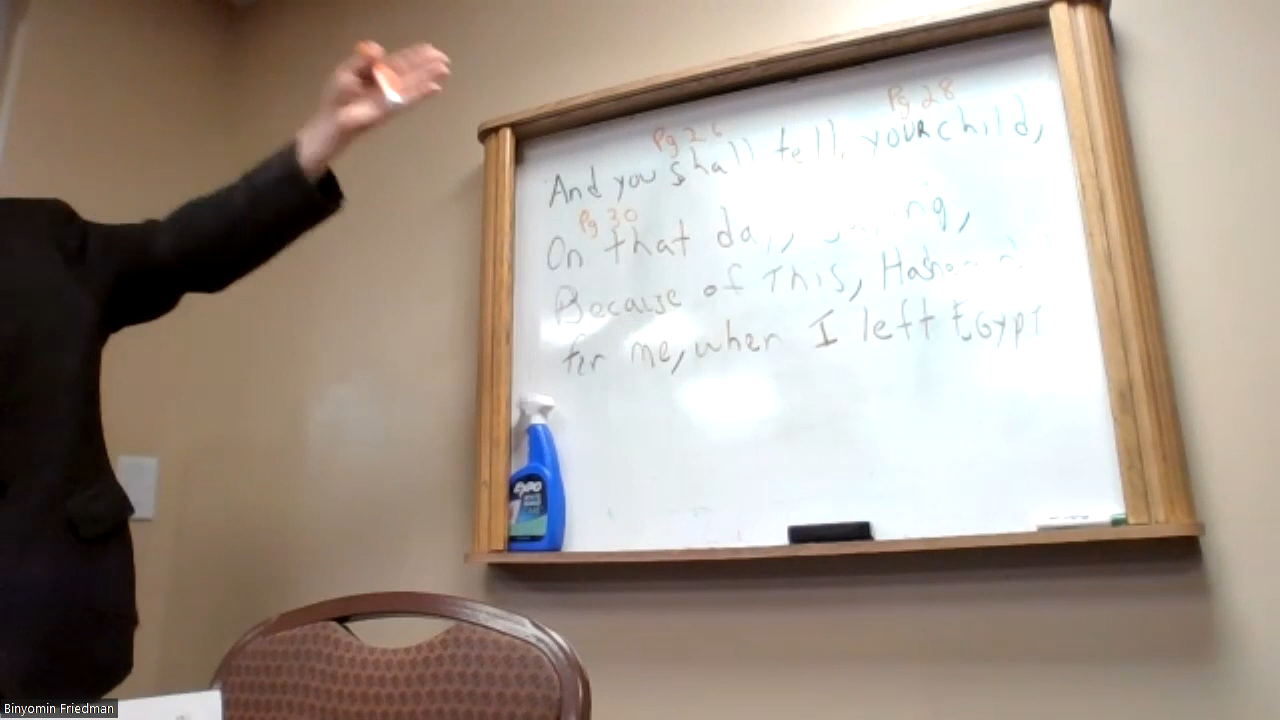 Pg 28
Pg 26
And you shall tell, your child,
Pg 30
On that
Because of This,
for me, when I left Egypt
EXPO
Binyomin Friedman